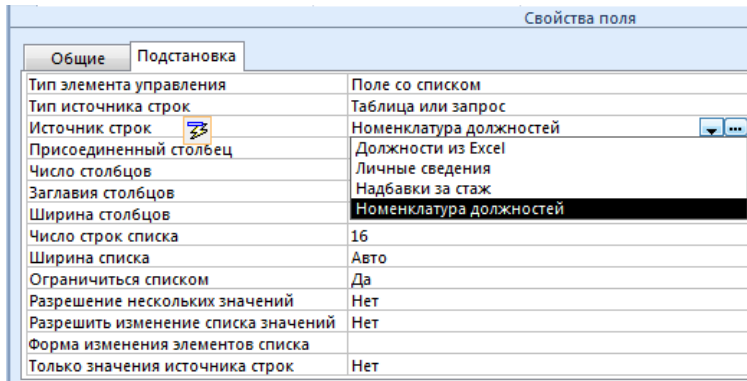 Свойства поля
Общие Подстановка
Тип элемента управления Поле со списком
Тип источника строк Таблица или запрос
Источник строк Номенклатура должностей
Присоединенный столбец Должности из Excel
Число столбцов Личные сведения
Заглавия столбцов Надбавки за стаж
Ширина столбцов Номенклатура должностей
Число строк списка 16
Ширина списка Авто
Ограничиться списком Да
Разрешение нескольких значений Нет
Разрешить изменение списка значений Нет
Форма изменения элементов списка
Только значения источника строк Нет